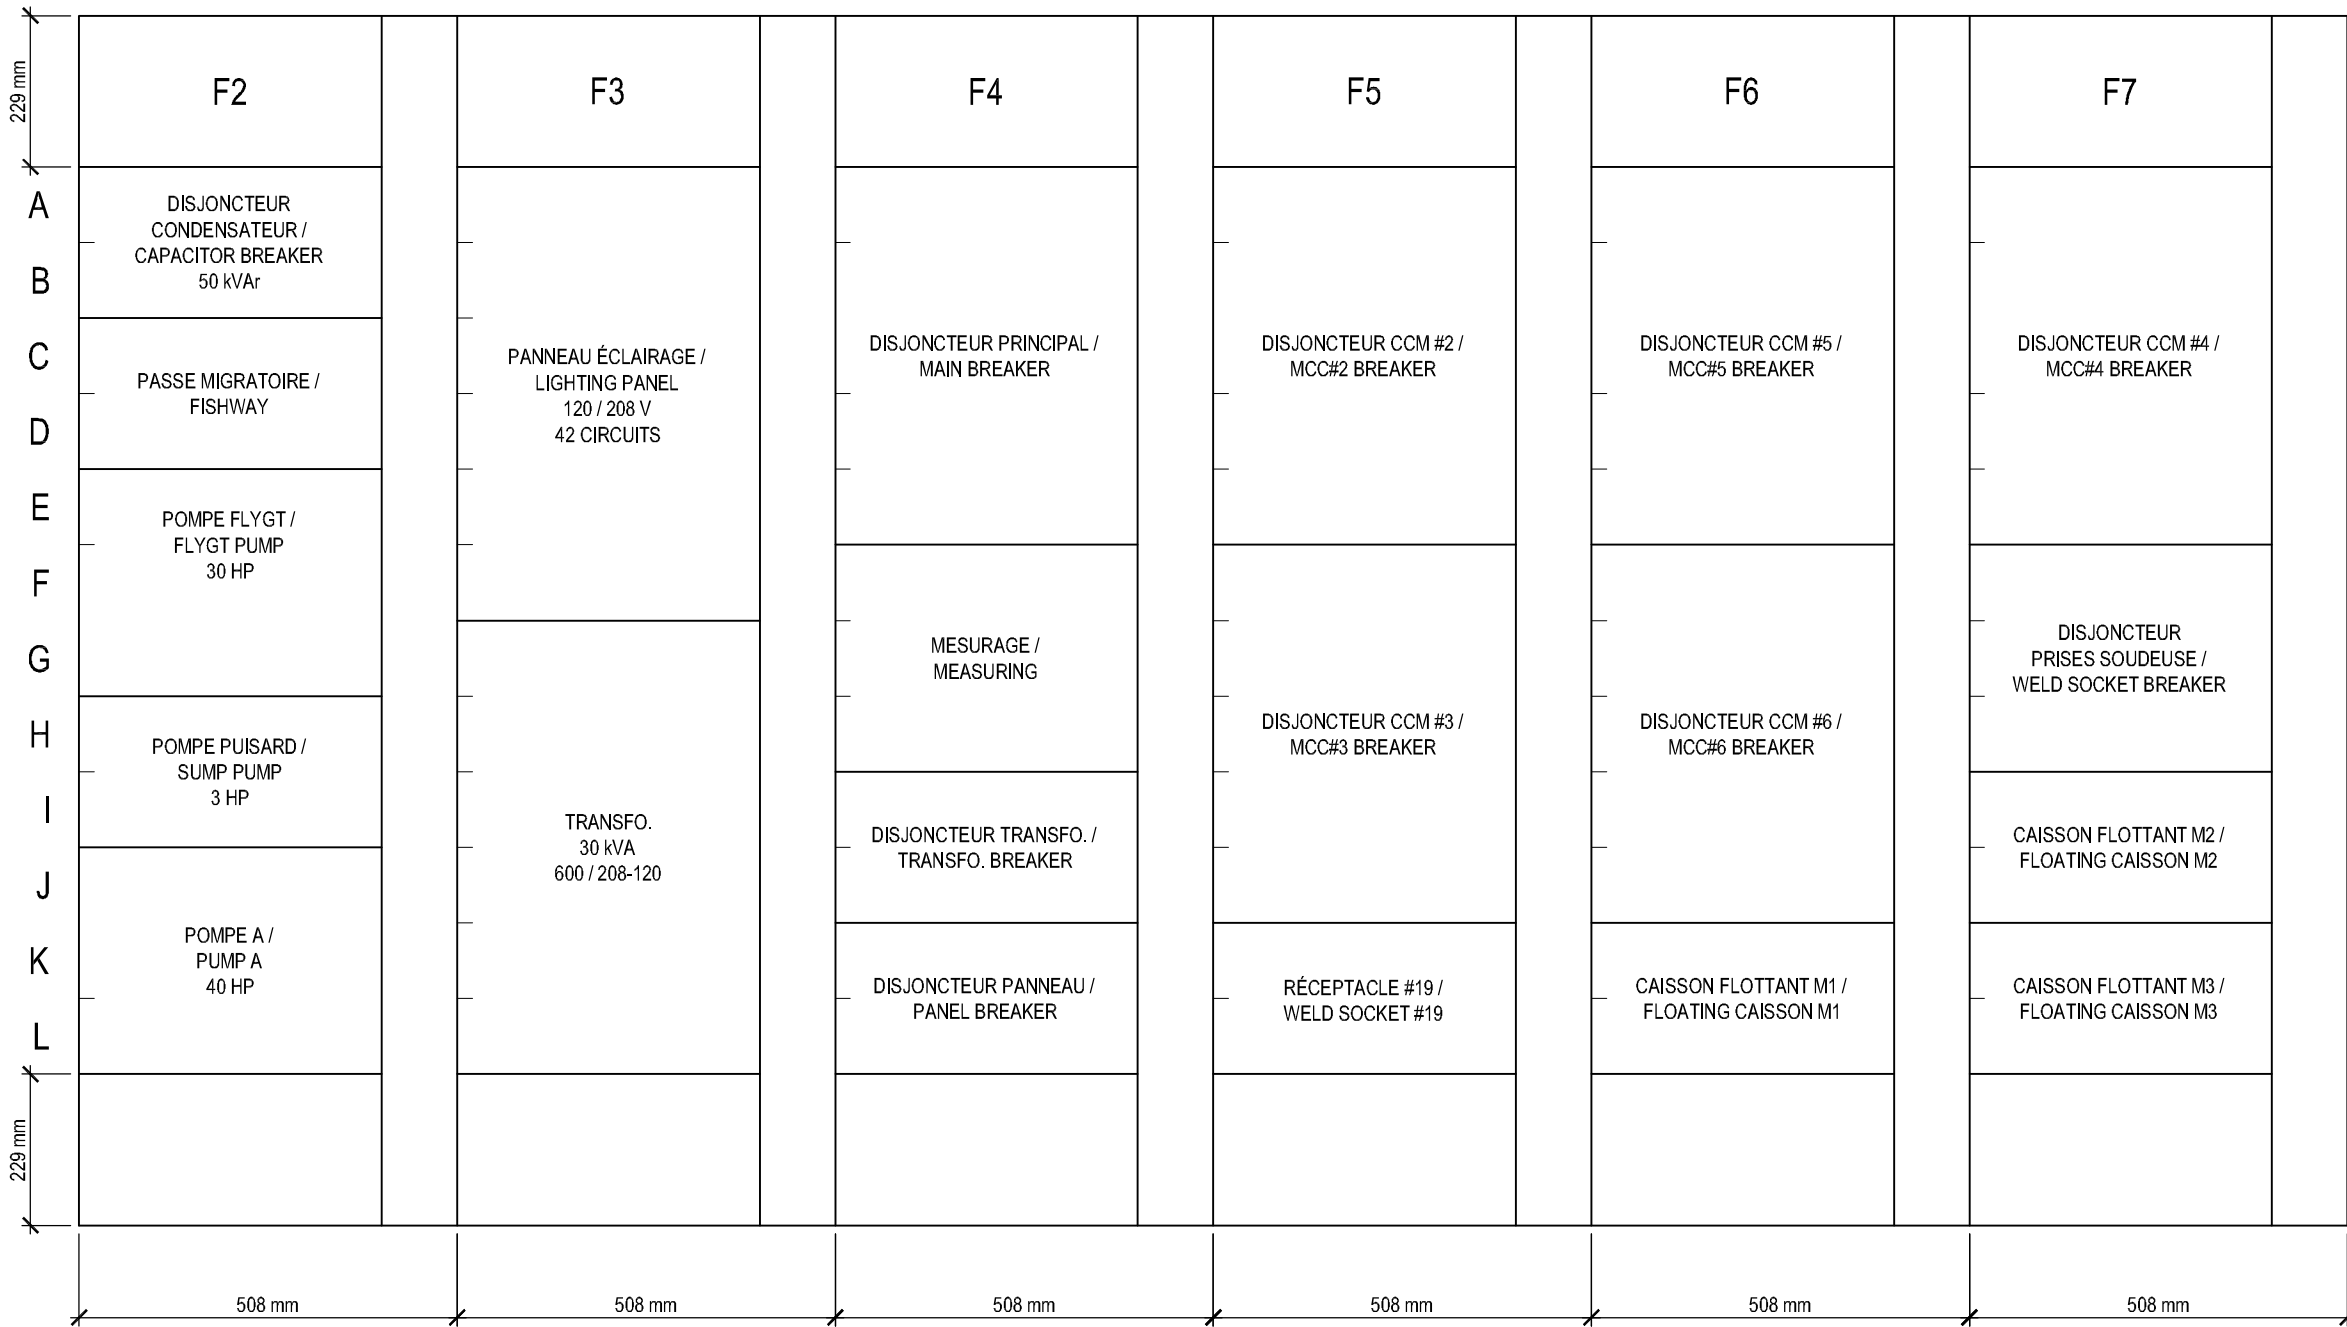 229 mm
F2
F3
F4
F5
F6
F7
A
B
C
D
E
F
G
H
I
J
K
L
DISJONCTEUR
CONDENSATEUR /
CAPACITOR BREAKER
50 kVAr
PASSE MIGRATOIRE /
FISHWAY
POMPE FLYGT /
FLYGT PUMP
30 HP
POMPE PUISARD /
SUMP PUMP
3 HP
POMPE A /
PUMP A
40 HP
PANNEAU ÉCLAIRAGE /
LIGHTING PANEL
120 / 208 V
42 CIRCUITS
TRANSFO.
30 kVA
600 / 208-120
DISJONCTEUR PRINCIPAL /
MAIN BREAKER
MESURAGE /
MEASURING
DISJONCTEUR TRANSFO. /
TRANSFO. BREAKER
DISJONCTEUR PANNEAU /
PANEL BREAKER
DISJONCTEUR CCM #2 /
MCC#2 BREAKER
DISJONCTEUR CCM #3 /
MCC#3 BREAKER
RÉCEPTACLE #19 /
WELD SOCKET #19
DISJONCTEUR CCM #5 /
MCC#5 BREAKER
DISJONCTEUR CCM #6 /
MCC#6 BREAKER
CAISSON FLOTTANT M1 /
FLOATING CAISSON M1
DISJONCTEUR CCM #4 /
MCC#4 BREAKER
DISJONCTEUR
PRISES SOUDEUSE /
WELD SOCKET BREAKER
CAISSON FLOTTANT M2 /
FLOATING CAISSON M2
CAISSON FLOTTANT M3 /
FLOATING CAISSON M3
229 mm
508 mm
508 mm
508 mm
508 mm
508 mm
508 mm